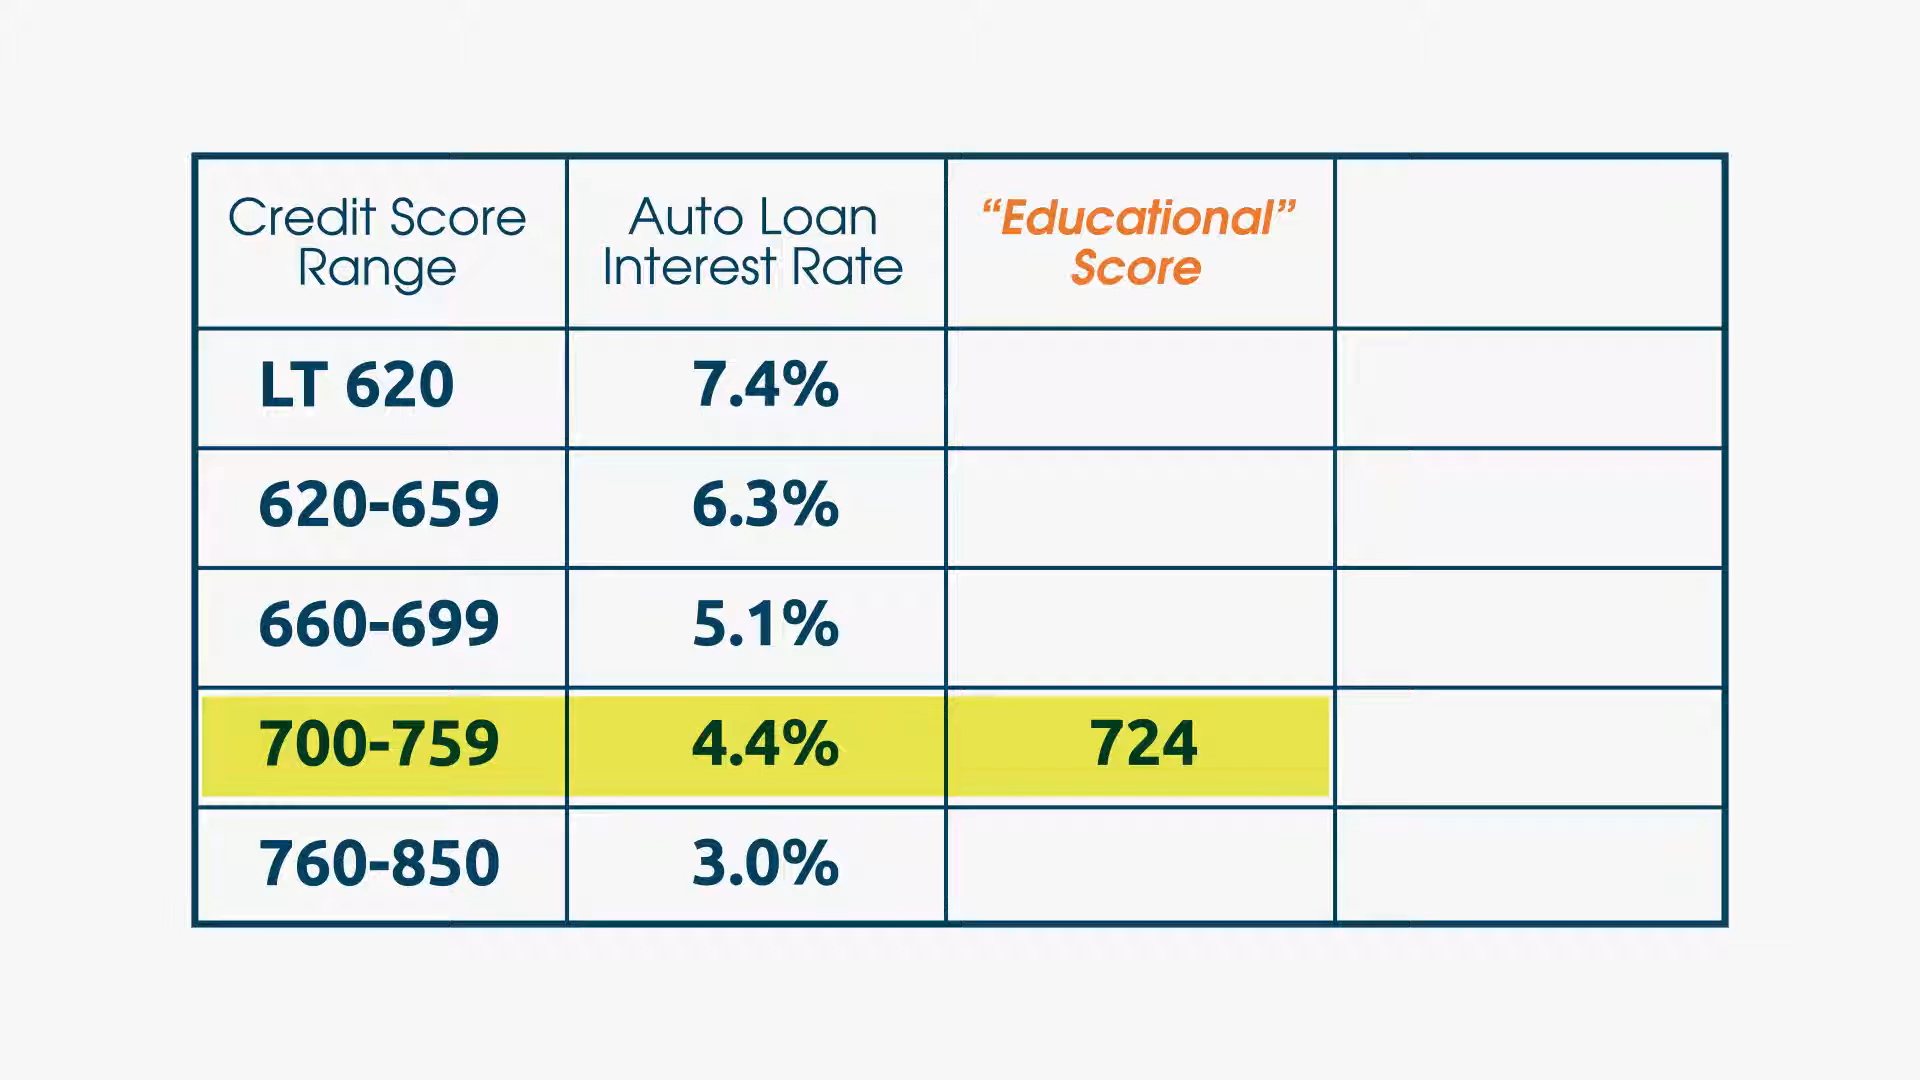 Credit Score
Range
Auto Loan
Interest Rate
“Educational”
Score
LT 620
7.4%
620-659
6.3%
660-699
5.1%
700-759
4.4%
724
760-850
3.0%